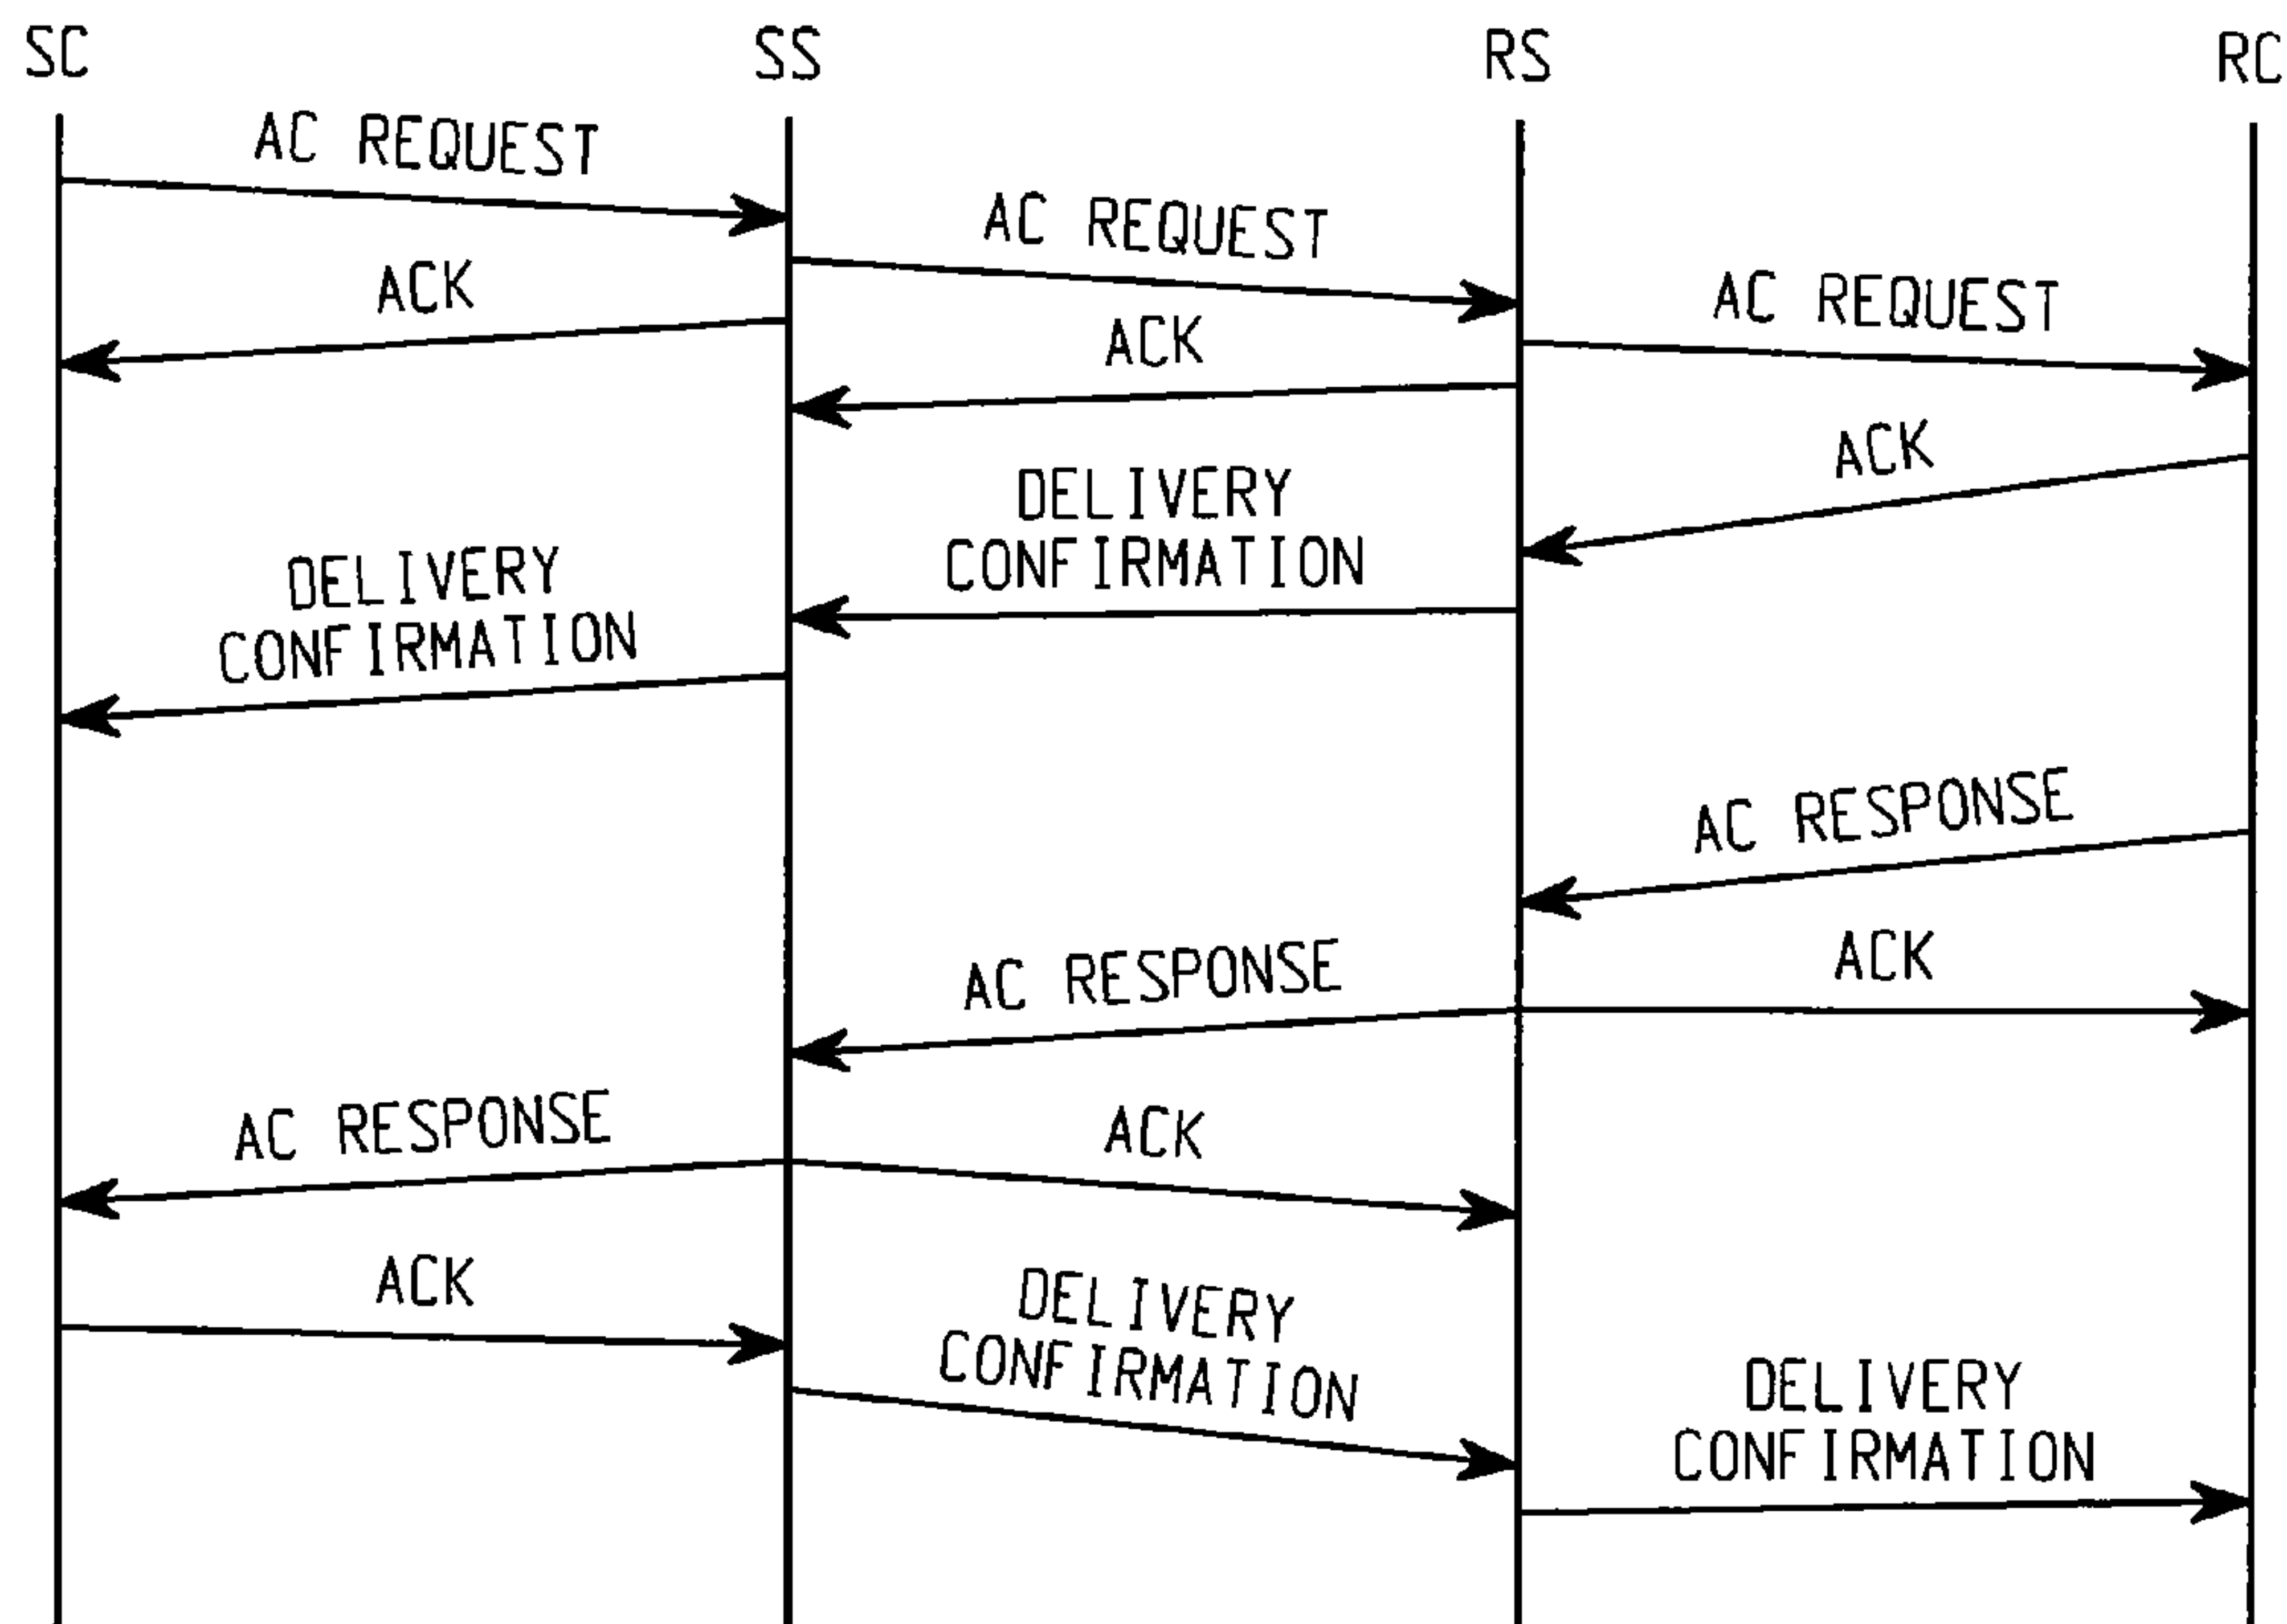 SC
SS
RS
RC
AC REQUEST
AC REQUEST
ACK
AC REQUEST
ACK
ACK
DELIVERY
CONFIRMATION
DELIVERY
CONFIRMATION
AC RESPONSE
ACK
AC RESPONSE
AC RESPONSE
ACK
ACK
DELIVERY
CONFIRMATION
DELIVERY
CONFIRMATION